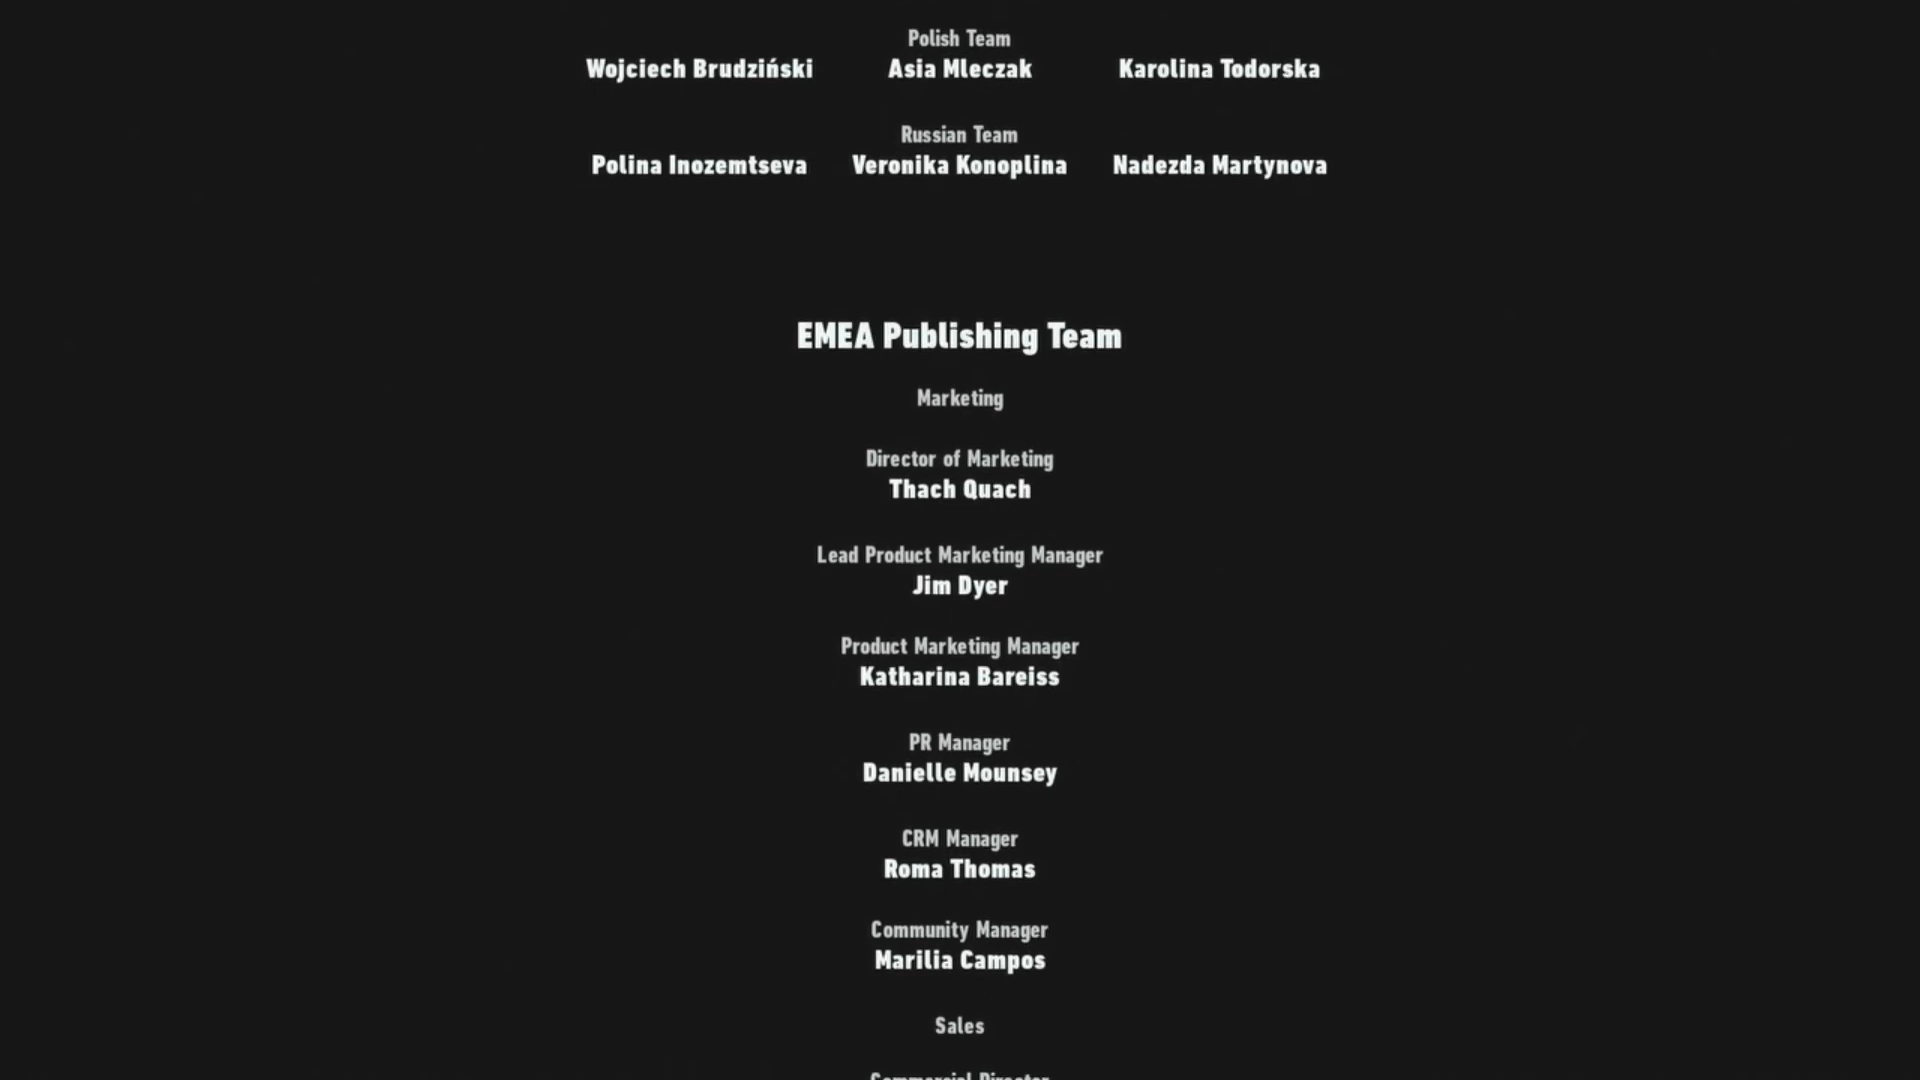 Polish Team
Wojciech Brudziński Asia Mleczak Karolina Todorska
Russian Team
Polina Inozemtseva Veronika Konoplina Nadezda Martynova
EMEA Publishing Team
Marketing
Director of Marketing
Thach Quach
Lead Product Marketing Manager
Jim Dyer
Product Marketing Manager
Katharina Bareiss
PR Manager
Danielle Mounsey
CRM Manager
Roma Thomas
Community Manager
Marilia Campos
Sales
Commercial Director